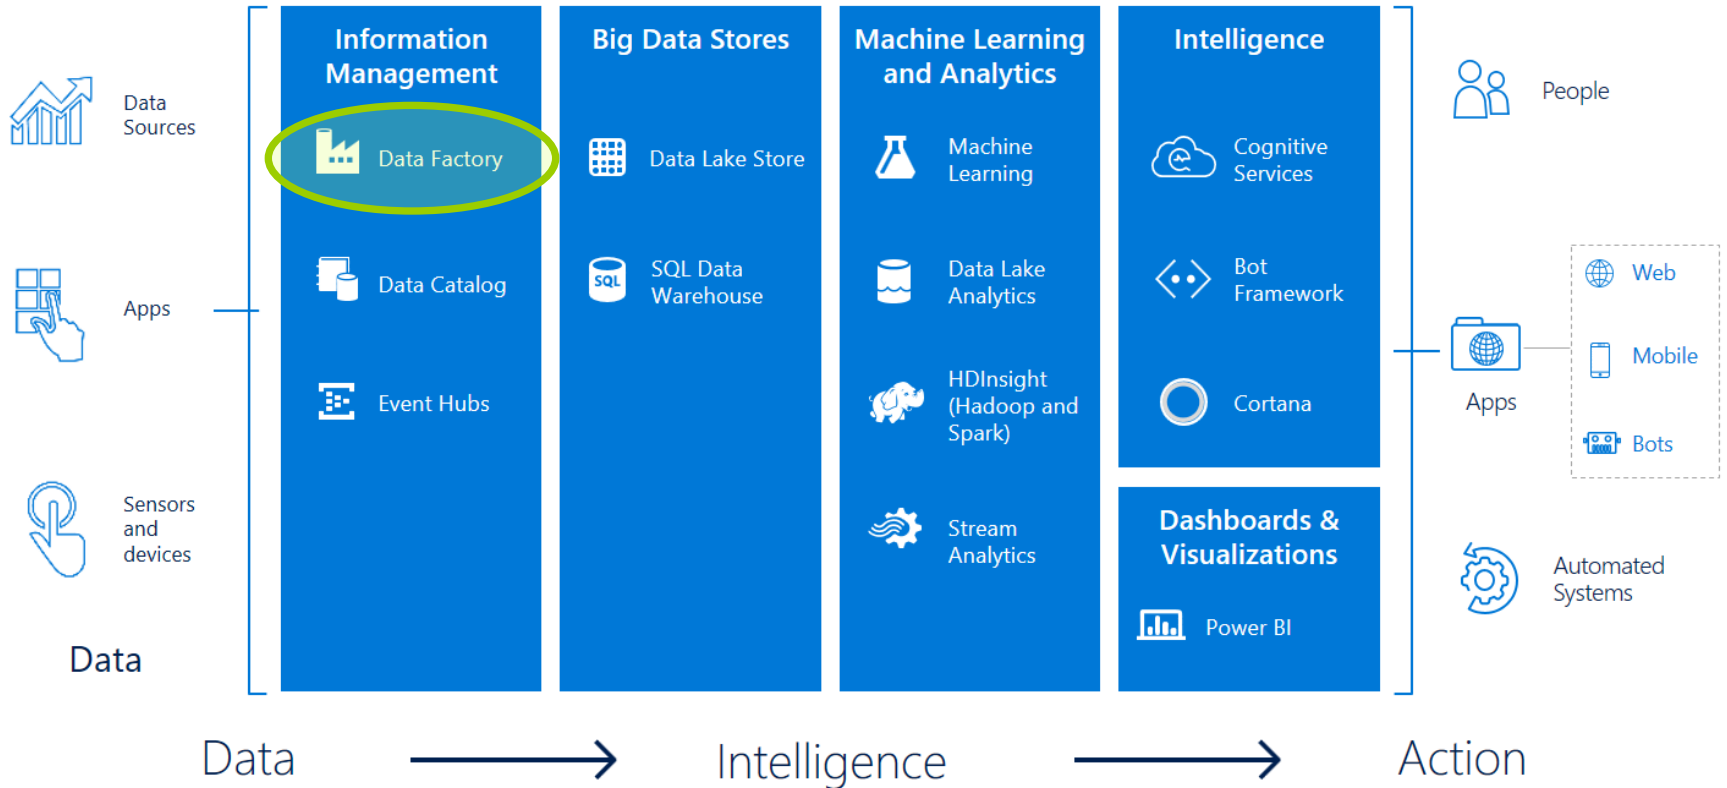 Data
Sources
Apps
Sensors
and
devices
Data
Information
Management
Data Factory
Data Catalog
Event Hubs
Big Data Stores
Data Lake Store
SQL
SQL Data
Warehouse
Machine Learning
and Analytics
Machine
Learning
Data Lake
Analytics
HDInsight
(Hadoop and
Spark)
Stream
Analytics
Intelligence
Cognitive
Services
Bot
Framework
Cortana
Dashboards &
Visualizations
Power BI
People
Apps
Web
Mobile
Bots
Automated
Systems
Data
Intelligence
Action